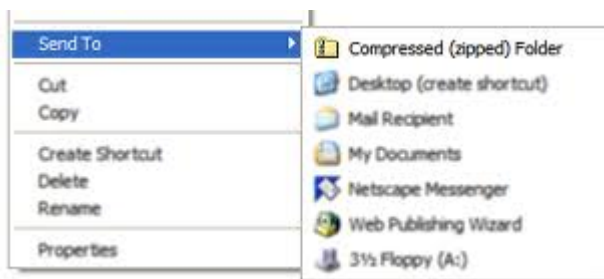 Send To
Cut
Copy
Create Shortcut
Delete
Rename
Properties
Compressed (zipped) Folder
Desktop (create shortcut)
Mail Recipient
My Documents
Netscape Messenger
Web Publishing Wizard
3½ Floppy (A:)